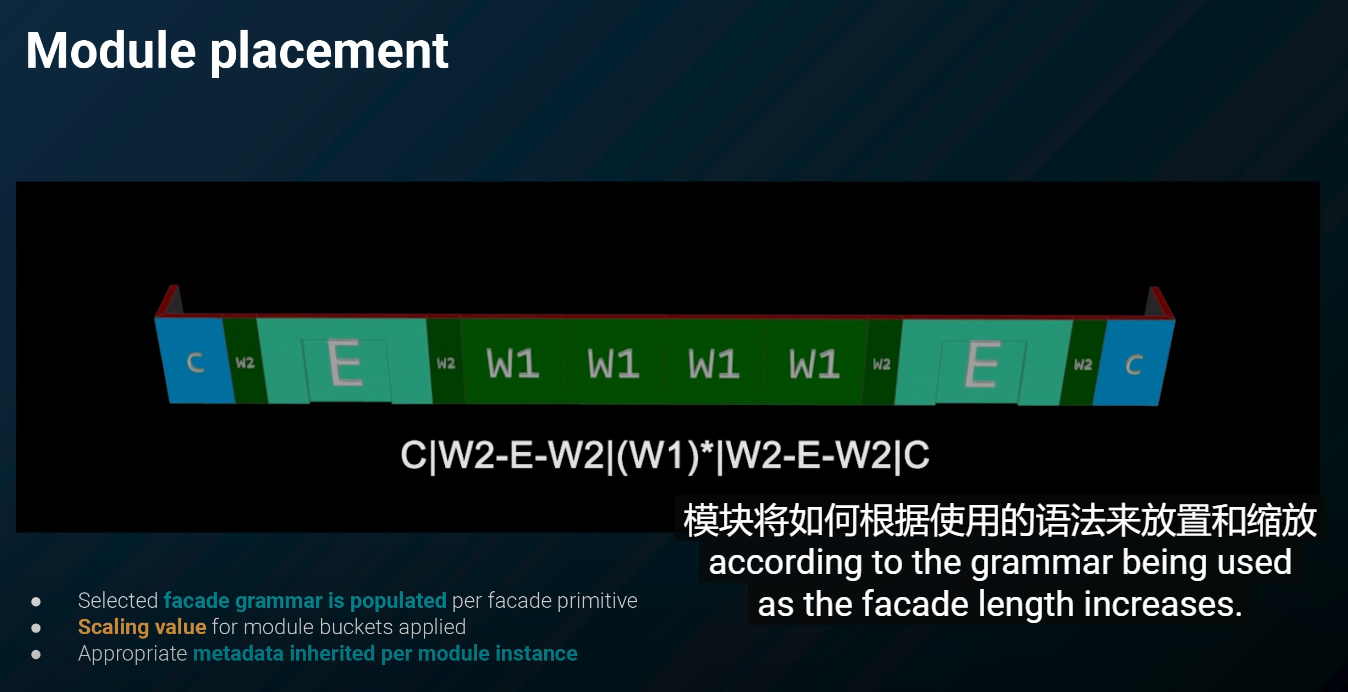 Module placement
C W2 E W2 W1 W1 W1 W1 W2 E W2 C
C|W2-E-W2|(W1)*|W2-E-W2|C
模块将如何根据使用的语法来放置和缩放
according to the grammar being used
as the facade length increases.
● Selected facade grammar is populated per facade primitive
● Scaling value for module buckets applied
● Appropriate metadata inherited per module instance